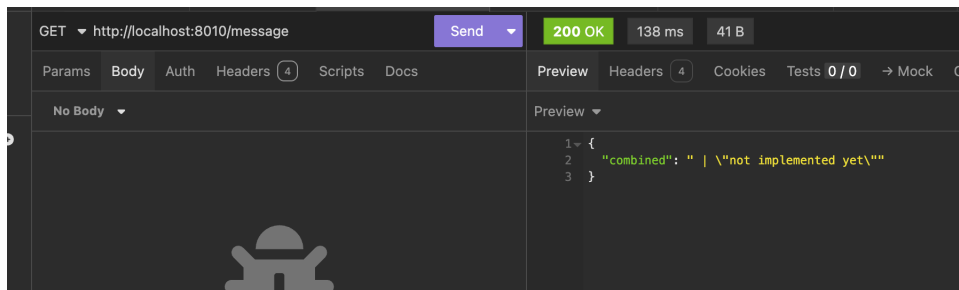 GET http://localhost:8010/message Send
Params Body Auth Headers 4 Scripts Docs
No Body
200 OK 138 ms 41 B
Preview Headers 4 Cookies Tests 0 / 0 → Mock
Preview
1 {
2 "combined": " | \"not implemented yet\""
3 }